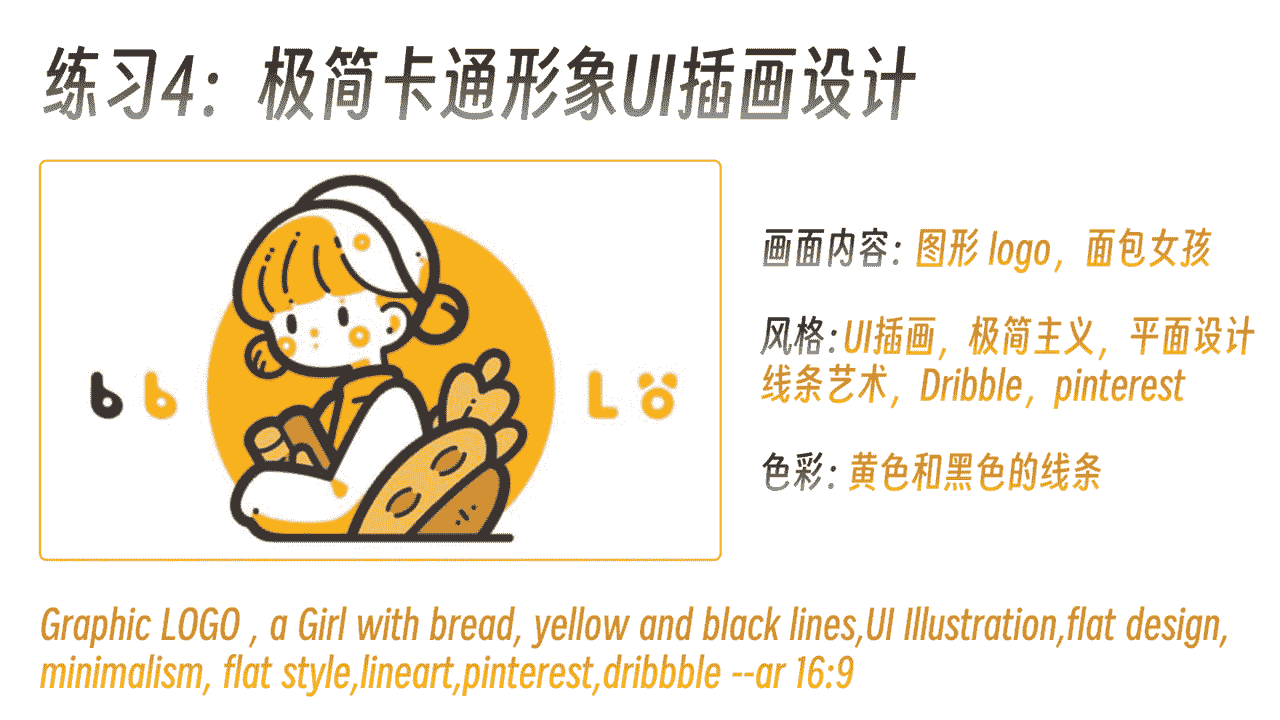 练习4：极简卡通形象UI插画设计
b b
Lö
画面内容：图形 logo，面包女孩
风格：UI插画，极简主义，平面设计
线条艺术，Dribble，pinterest
色彩：黄色和黑色的线条
Graphic LOGO , a Girl with bread, yellow and black lines,UI Illustration,flat design,
minimalism, flat style,lineart,pinterest,dribbble --ar 16:9